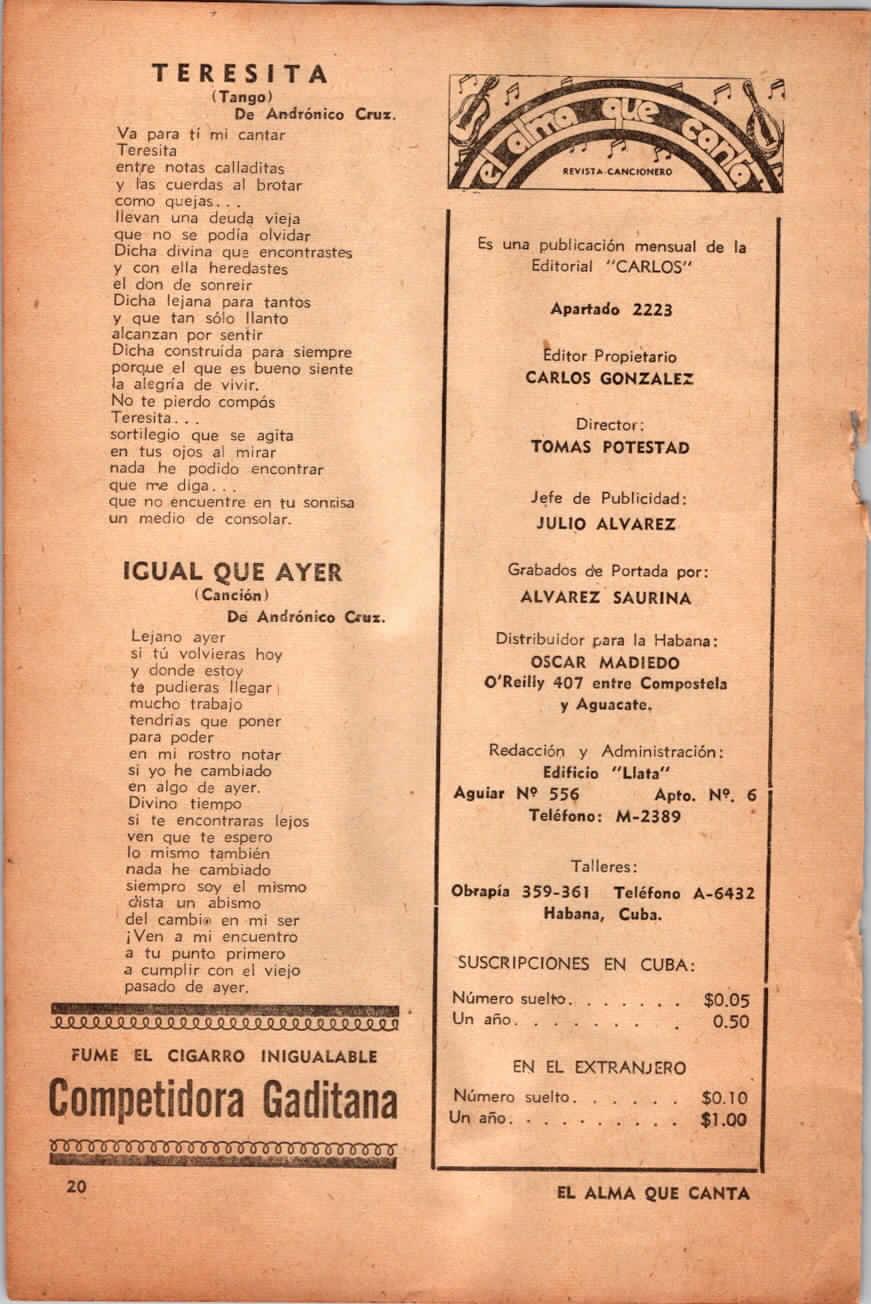 TERESITA
(Tango)
De Andrónico Cruz.
Va para tí mi cantar
Teresita
entre notas calladitas
y las cuerdas al brotar
como quejas...
llevan una deuda vieja
que no se podía olvidar
Dicha divina que encontrastes
y con ella heredastes
el don de sonreir
Dicha lejana para tantos
y que tan sólo llanto
alcanzan por sentir
Dicha construída para siempre
porque el que es bueno siente
la alegría de vivir.
No te pierdo compás
Teresita...
sortilegio que se agita
en tus ojos al mirar
nada he podido encontrar
que me diga...
que no encuentre en tu sonrisa
un medio de consolar.
IGUAL QUE AYER
(Canción)
De Andrónico Cruz.
Lejano ayer
si tú volvieras hoy
y donde estoy
te pudieras llegar
mucho trabajo
tendrías que poner
para poder
en mi rostro notar
si yo he cambiado
en algo de ayer.
Divino tiempo
si te encontraras lejos
ven que te espero
lo mismo también
nada he cambiado
siempro soy el mismo
dista un abismo
del cambio en mi ser
¡Ven a mi encuentro
a tu punto primero
a cumplir con el viejo
pasado de ayer.
FUME EL CIGARRO INIGUALABLE
Competidora Gaditana
20
el alma que canta
REVISTA-CANCIONERO
Es una publicación mensual de la
Editorial "CARLOS"
Apartado 2223
Editor Propietario
CARLOS GONZALEZ
Director:
TOMAS POTESTAD
Jefe de Publicidad:
JULIO ALVAREZ
Grabados de Portada por:
ALVAREZ SAURINA
Distribuidor para la Habana:
OSCAR MADIEDO
O'Reilly 407 entre Compostela
y Aguacate.
Redacción y Administración:
Edificio "Llata"
Aguiar Nº 556 Apto. Nº. 6
Teléfono: M-2389
Talleres:
Obrapía 359-361 Teléfono A-6432
Habana, Cuba.
SUSCRIPCIONES EN CUBA:
Número suelto. . . . . . . $0.05
Un año. . . . . . . . 0.50
EN EL EXTRANJERO
Número suelto. . . . . . $0.10
Un año. . . . . . . . . . $1.00
EL ALMA QUE CANTA